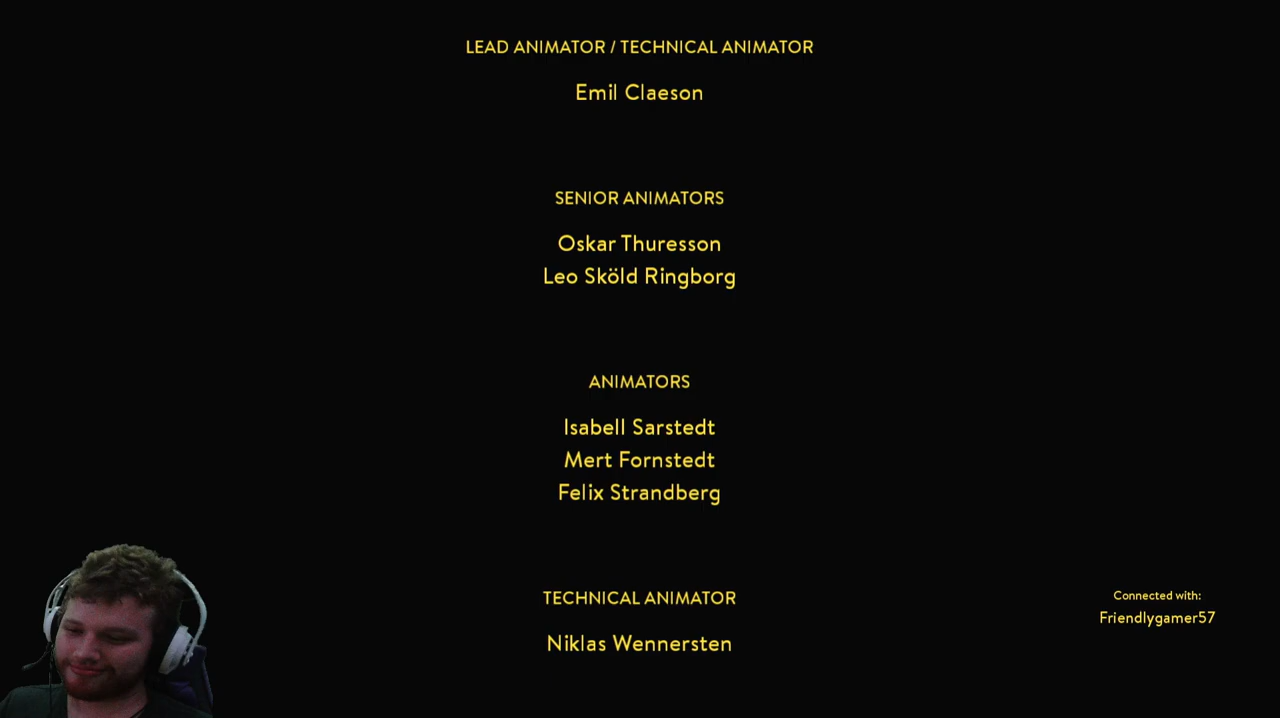 LEAD ANIMATOR / TECHNICAL ANIMATOR
Emil Claeson
SENIOR ANIMATORS
Oskar Thuresson
Leo Sköld Ringborg
ANIMATORS
Isabell Sarstedt
Mert Fornstedt
Felix Strandberg
TECHNICAL ANIMATOR
Niklas Wennersten
Connected with:
Friendlygamer57